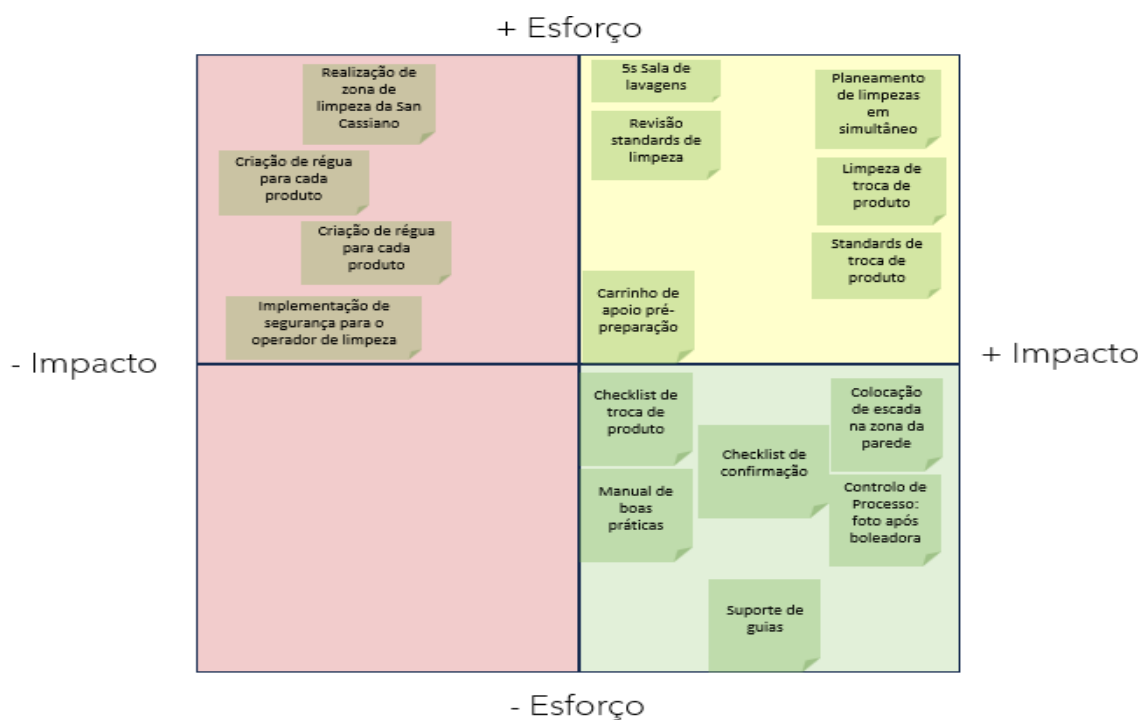 + Esforço
Realização de
zona de
limpeza da San
Cassiano
Criação de régua
para cada
produto
Criação de régua
para cada
produto
Implementação de
segurança para o
operador de limpeza
5s Sala de
lavagens
Revisão
standards de
limpeza
Planeamento
de limpezas
em
simultâneo
Limpeza de
troca de
produto
Standards de
troca de
produto
Carrinho de
apoio pré-
preparação
- Impacto
+ Impacto
Checklist de
troca de
produto
Manual de
boas
práticas
Checklist de
confirmação
Colocação
de escada
na zona da
parede
Controlo de
Processo:
foto após
boleadora
Suporte de
guias
- Esforço